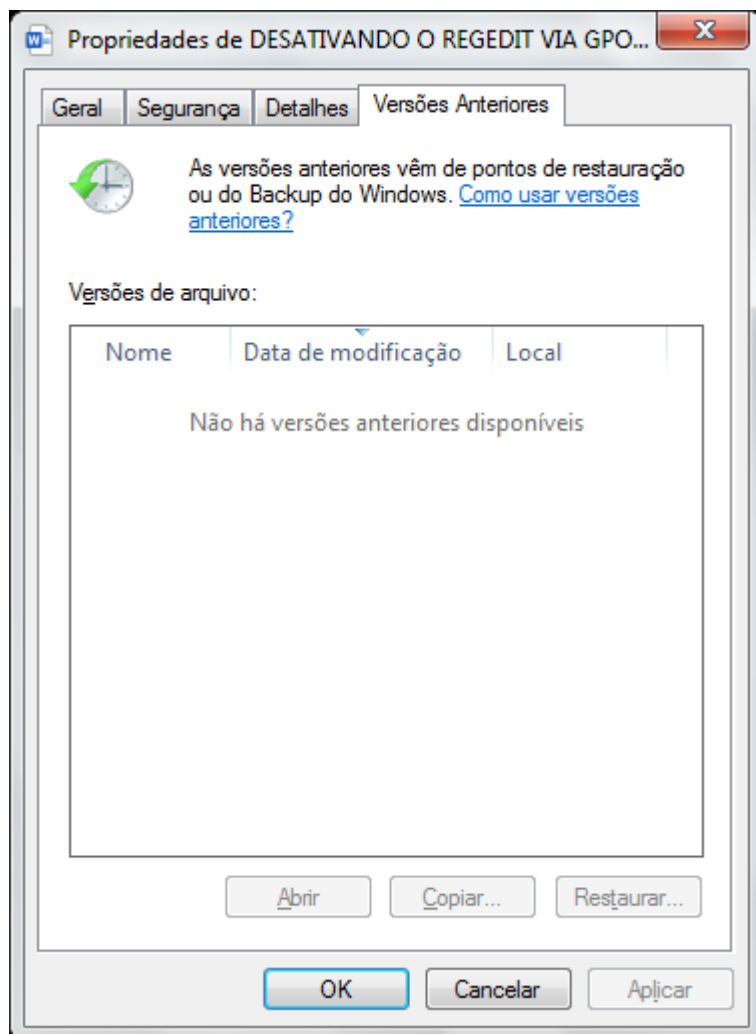 Propriedades de DESATIVANDO O REGEDIT VIA GPO...
Geral Segurança Detalhes Versões Anteriores
As versões anteriores vêm de pontos de restauração
ou do Backup do Windows. Como usar versões
anteriores?
Versões de arquivo:
Nome Data de modificação Local
Não há versões anteriores disponíveis
Abrir Copiar... Restaurar...
OK Cancelar Aplicar